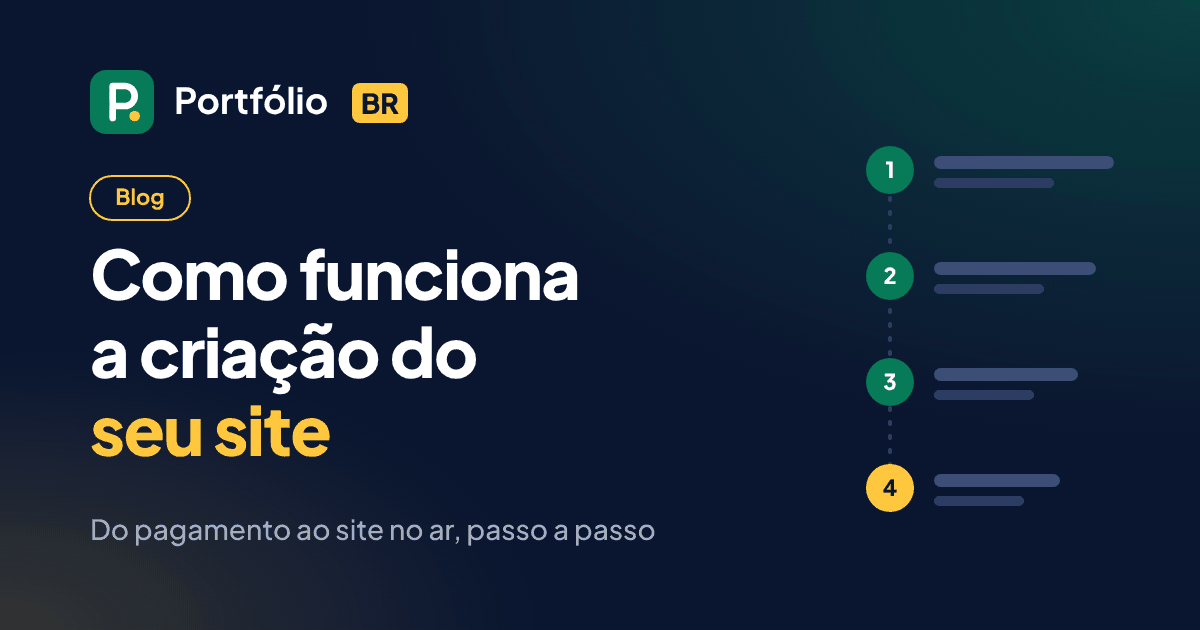 P.
Portfólio BR
Blog
Como funciona
a criação do
seu site
Do pagamento ao site no ar, passo a passo
1
2
3
4